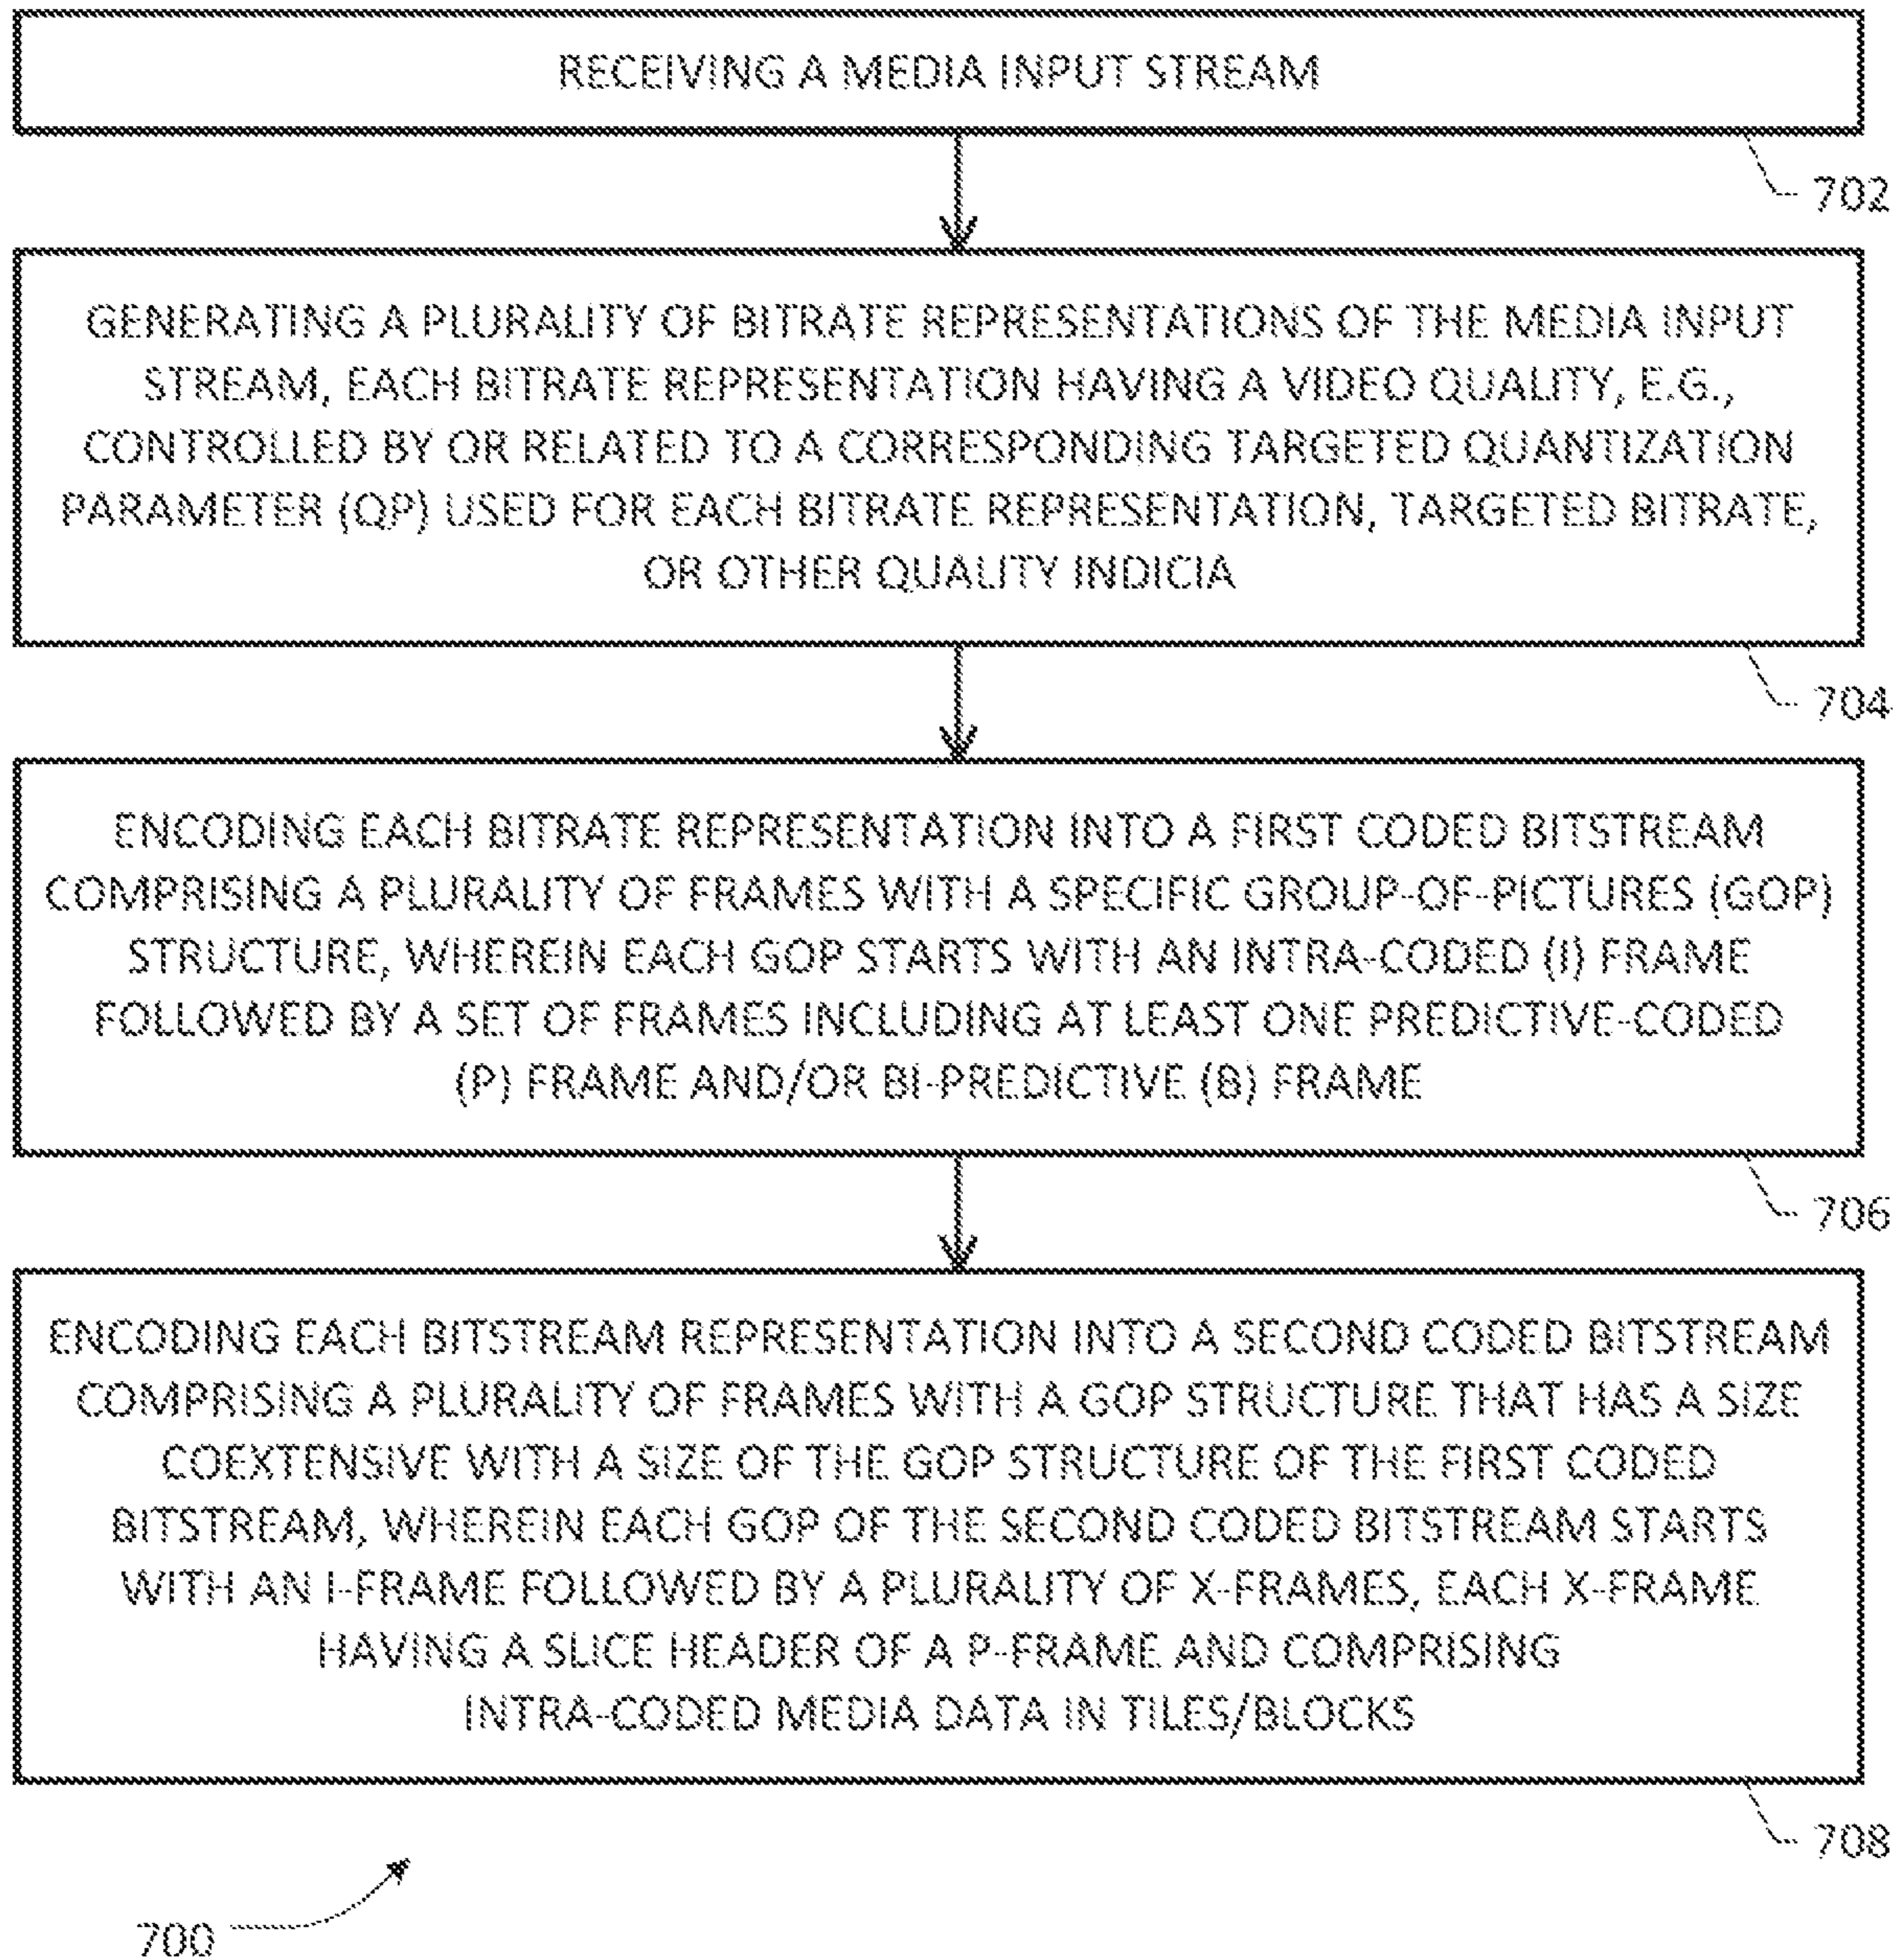 RECEIVING A MEDIA INPUT STREAM
702
GENERATING A PLURALITY OF BITRATE REPRESENTATIONS OF THE MEDIA INPUT
STREAM, EACH BITRATE REPRESENTATION HAVING A VIDEO QUALITY, E.G.,
CONTROLLED BY OR RELATED TO A CORRESPONDING TARGETED QUANTIZATION
PARAMETER (QP) USED FOR EACH BITRATE REPRESENTATION, TARGETED BITRATE,
OR OTHER QUALITY INDICIA
704
ENCODING EACH BITRATE REPRESENTATION INTO A FIRST CODED BITSTREAM
COMPRISING A PLURALITY OF FRAMES WITH A SPECIFIC GROUP-OF-PICTURES (GOP)
STRUCTURE, WHEREIN EACH GOP STARTS WITH AN INTRA-CODED (I) FRAME
FOLLOWED BY A SET OF FRAMES INCLUDING AT LEAST ONE PREDICTIVE-CODED
(P) FRAME AND/OR BI-PREDICTIVE (B) FRAME
706
ENCODING EACH BITSTREAM REPRESENTATION INTO A SECOND CODED BITSTREAM
COMPRISING A PLURALITY OF FRAMES WITH A GOP STRUCTURE THAT HAS A SIZE
COEXTENSIVE WITH A SIZE OF THE GOP STRUCTURE OF THE FIRST CODED
BITSTREAM, WHEREIN EACH GOP OF THE SECOND CODED BITSTREAM STARTS
WITH AN I-FRAME FOLLOWED BY A PLURALITY OF X-FRAMES, EACH X-FRAME
HAVING A SLICE HEADER OF A P-FRAME AND COMPRISING
INTRA-CODED MEDIA DATA IN TILES/BLOCKS
708
700